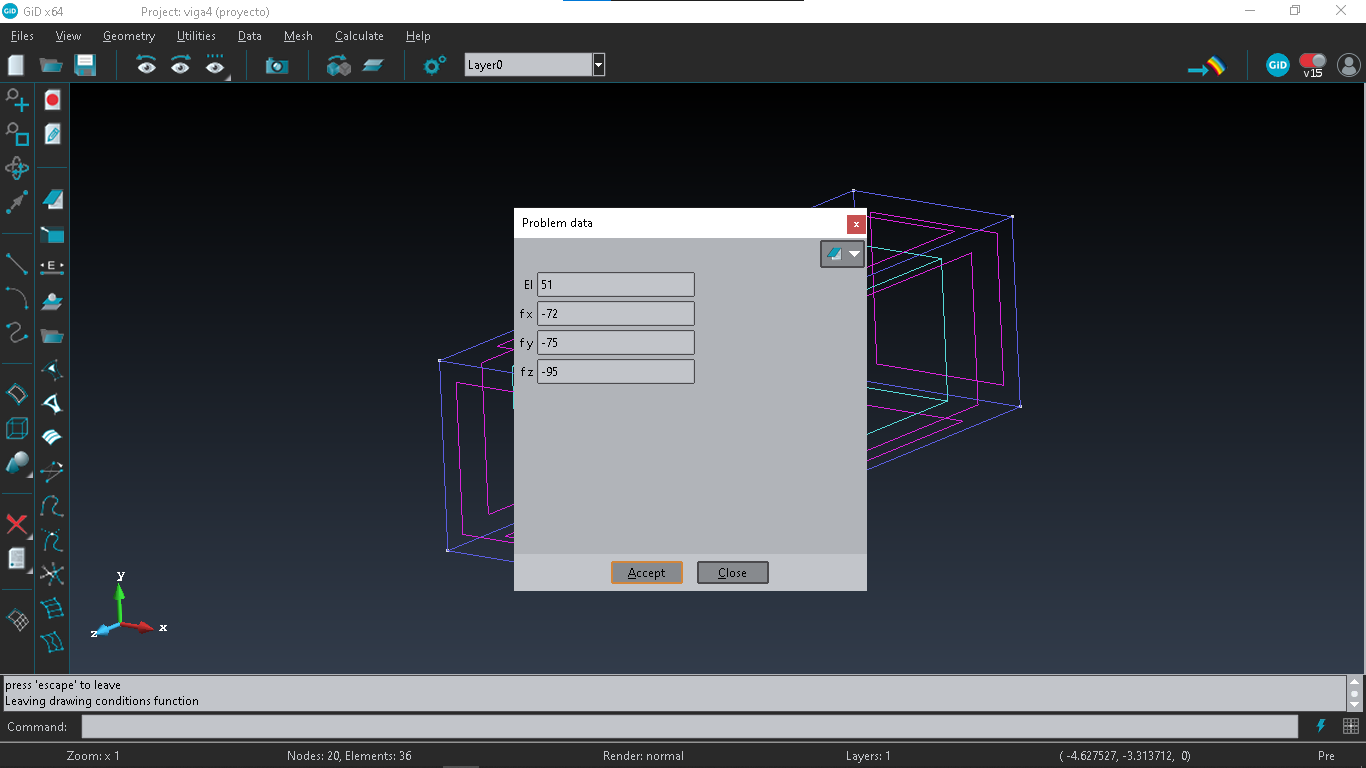 GiD x64 Project: viga4 (proyecto)
Files View Geometry Utilities Data Mesh Calculate Help
Layer0
GiD
v15
E
Problem data
x
EI 51
fx -72
fy -75
fz -95
Accept Close
y
z
x
press 'escape' to leave
Leaving drawing conditions function
Command:
Zoom: x 1 Nodes: 20, Elements: 36 Render: normal Layers: 1 ( -4.627527, -3.313712, 0) Pre